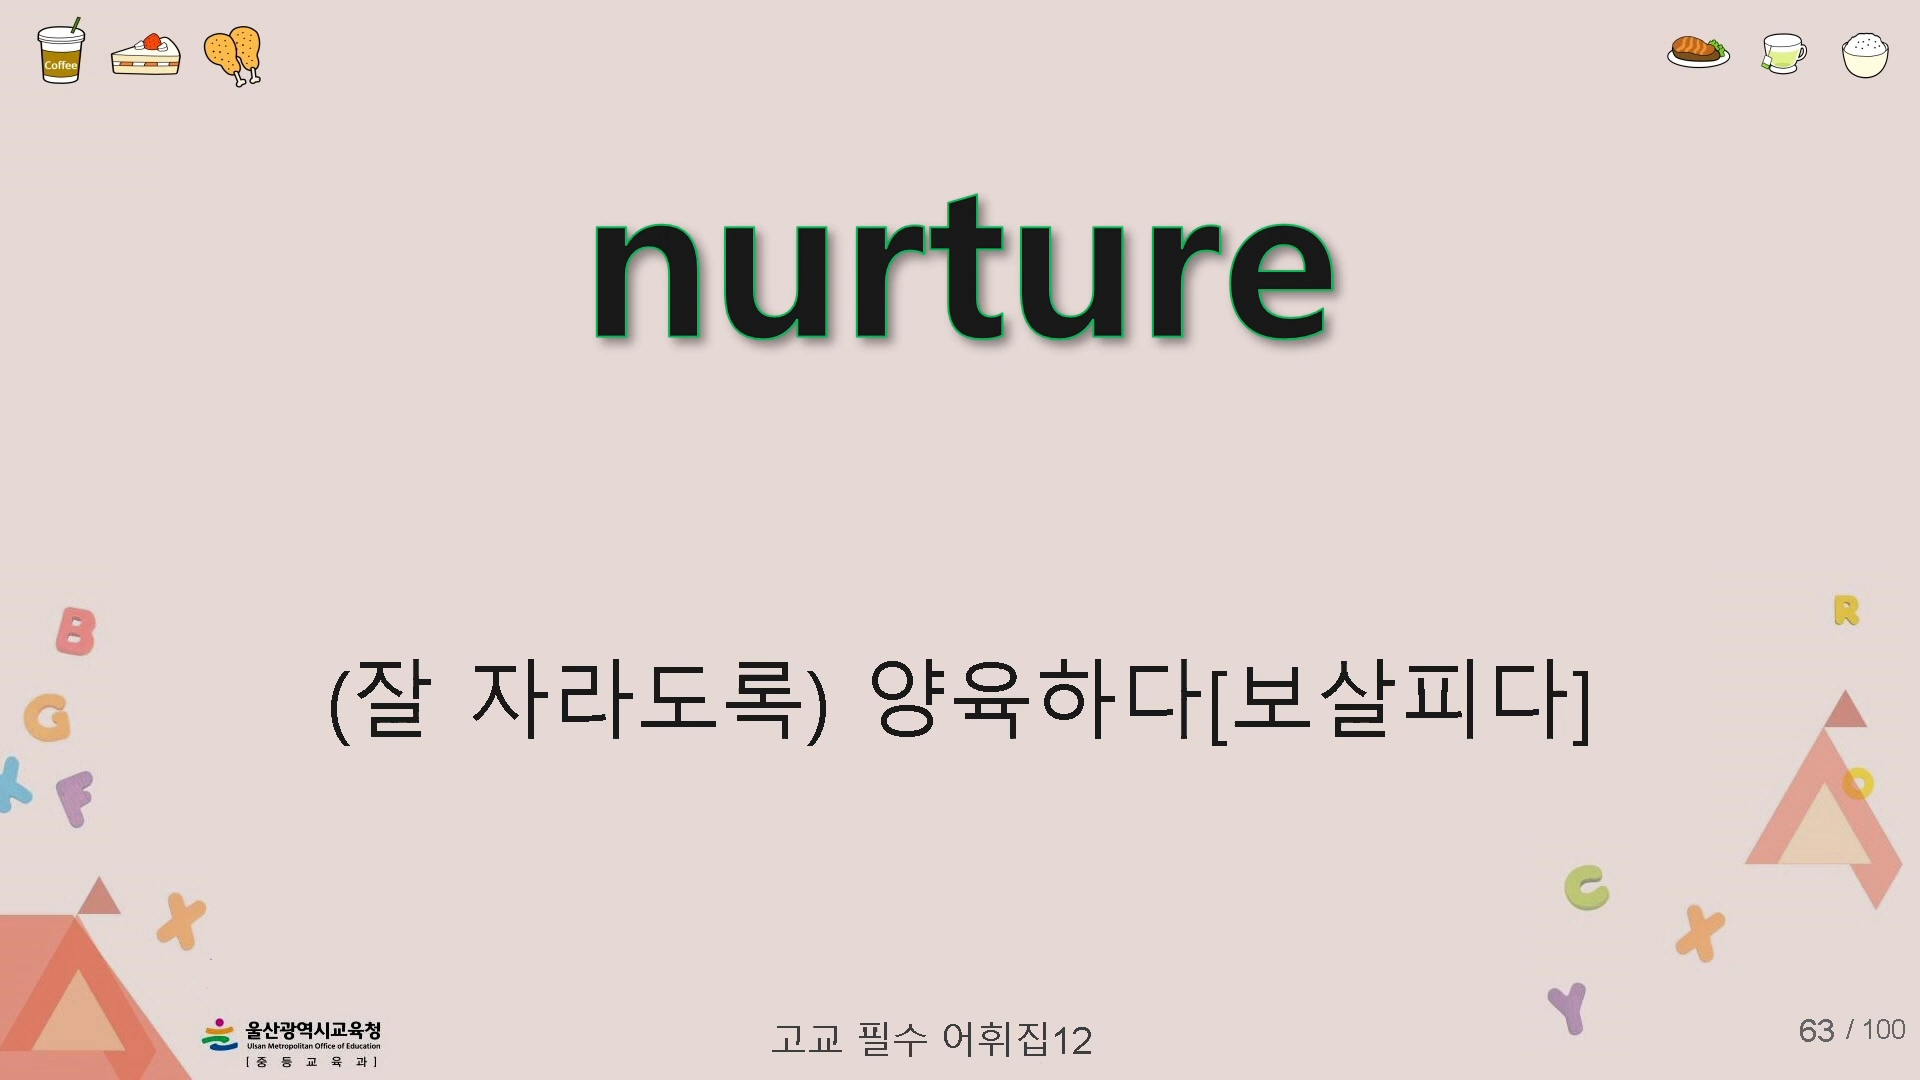 Coffee
nurture
(잘 자라도록) 양육하다[보살피다]
B
R
G
K
F
O
X
C
X
Y
울산광역시교육청
Ulsan Metropolitan Office of Education
[중등교육과]
고교 필수 어휘집12
63 / 100